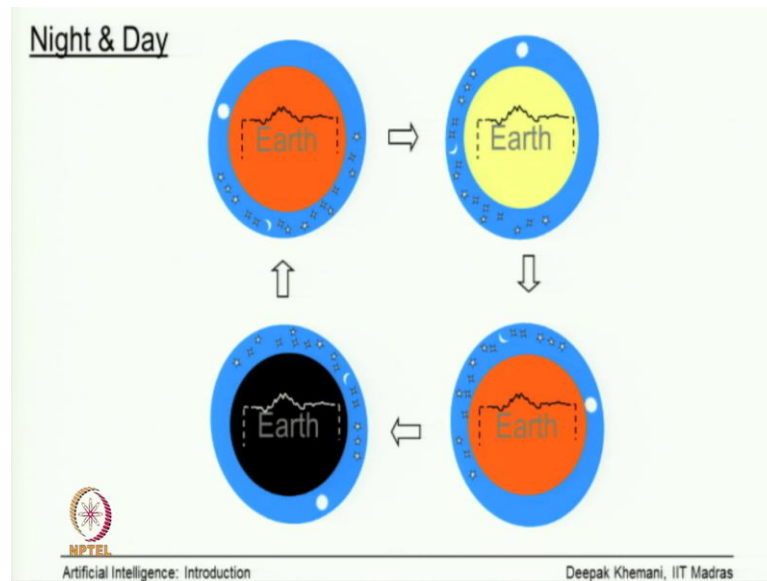 Night & Day
Earth
Earth
Earth
Earth
NPTEL
Artificial Intelligence: Introduction
Deepak Khemani, IIT Madras